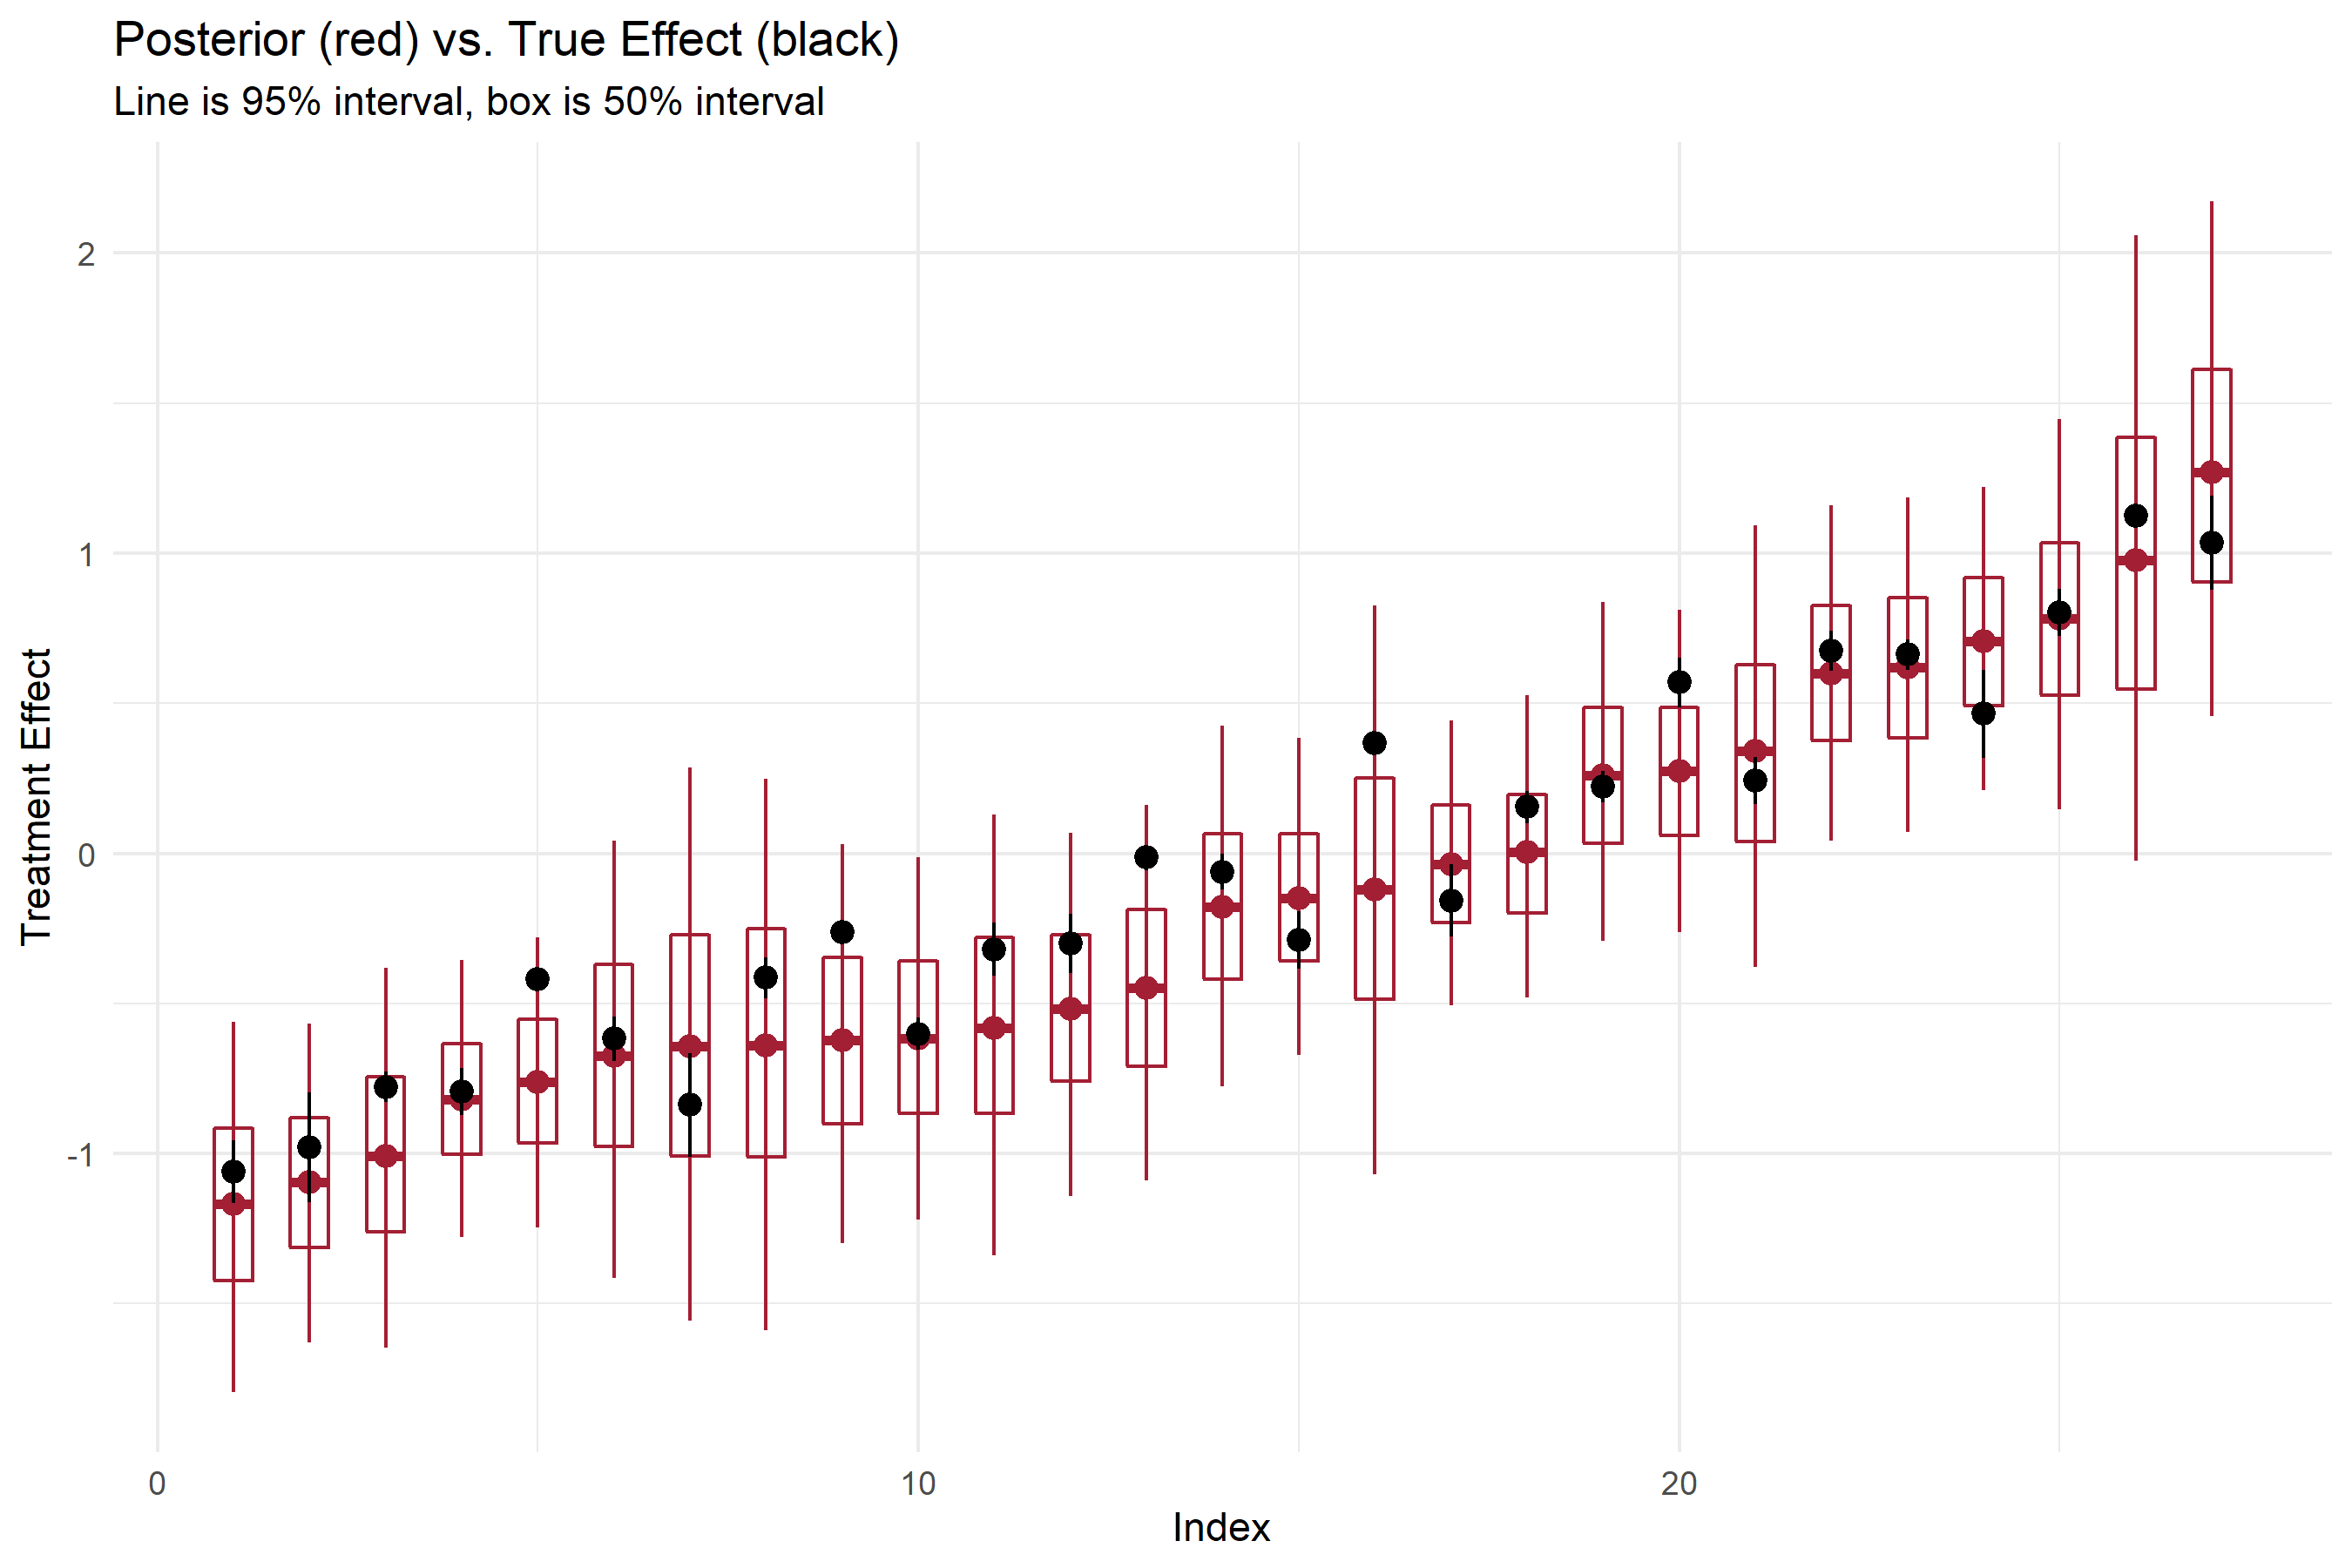 Posterior (red) vs. True Effect (black)
Line is 95% interval, box is 50% interval
Treatment Effect
2
1
0
-1
0
10
20
Index